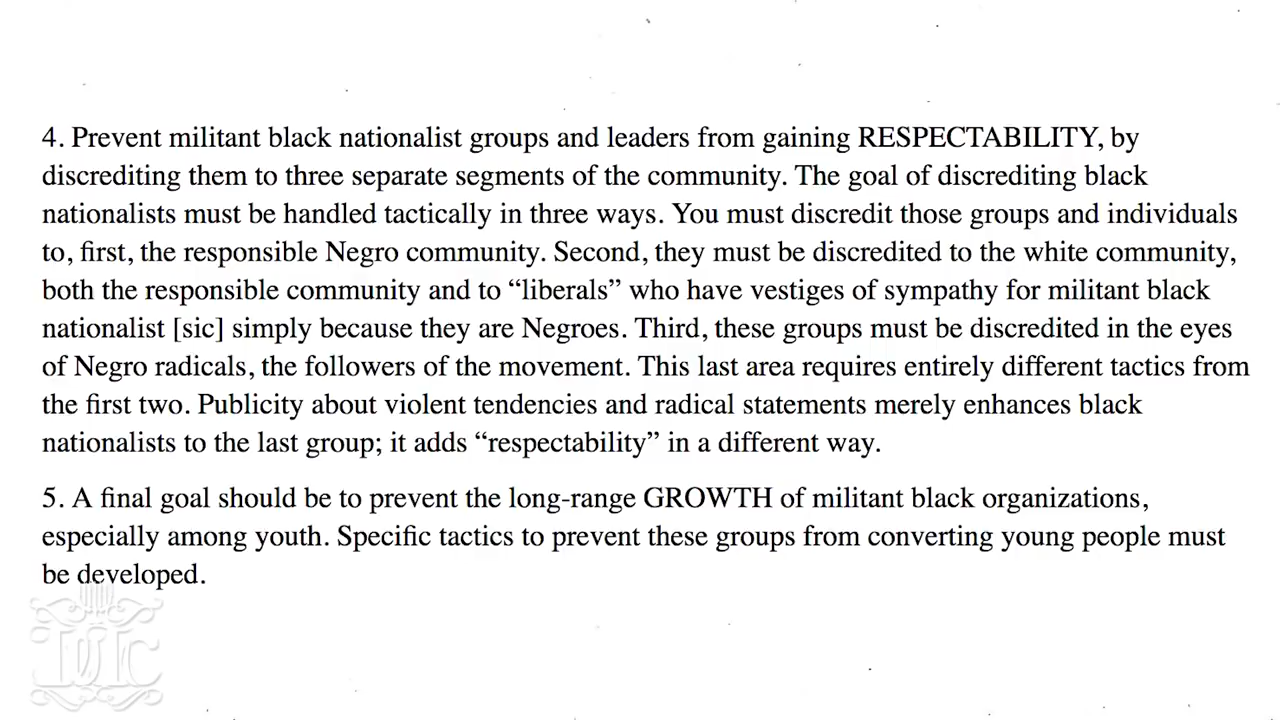 4. Prevent militant black nationalist groups and leaders from gaining RESPECTABILITY, by
discrediting them to three separate segments of the community. The goal of discrediting black
nationalists must be handled tactically in three ways. You must discredit those groups and individuals
to, first, the responsible Negro community. Second, they must be discredited to the white community,
both the responsible community and to “liberals” who have vestiges of sympathy for militant black
nationalist [sic] simply because they are Negroes. Third, these groups must be discredited in the eyes
of Negro radicals, the followers of the movement. This last area requires entirely different tactics from
the first two. Publicity about violent tendencies and radical statements merely enhances black
nationalists to the last group; it adds “respectability” in a different way.
5. A final goal should be to prevent the long-range GROWTH of militant black organizations,
especially among youth. Specific tactics to prevent these groups from converting young people must
be developed.